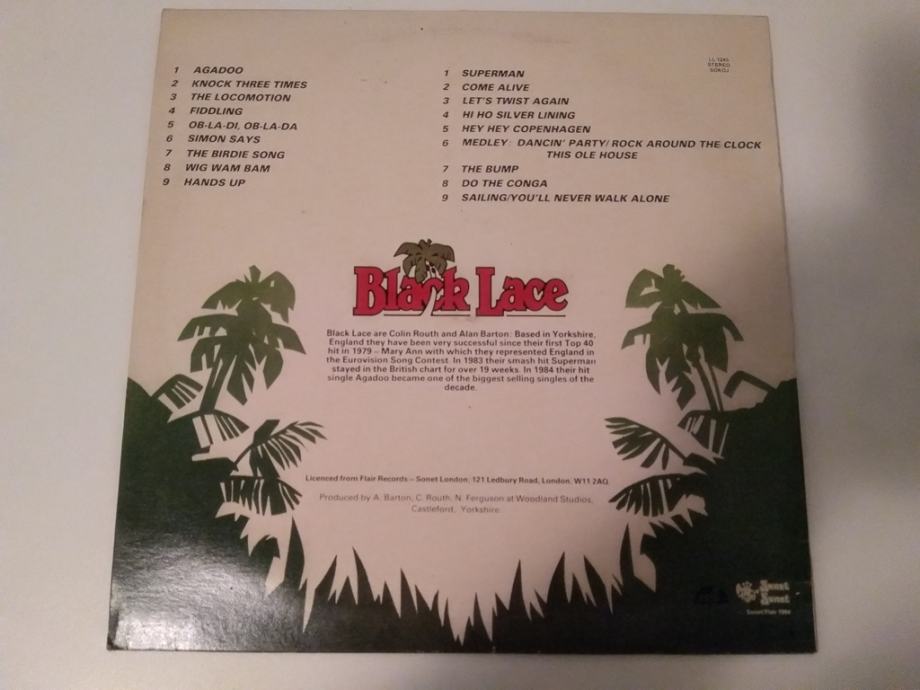 1 AGADOO
2 KNOCK THREE TIMES
3 THE LOCOMOTION
4 FIDDLING
5 OB-LA-DI, OB-LA-DA
6 SIMON SAYS
7 THE BIRDIE SONG
8 WIG WAM BAM
9 HANDS UP
1 SUPERMAN
2 COME ALIVE
3 LET'S TWIST AGAIN
4 HI HO SILVER LINING
5 HEY HEY COPENHAGEN
6 MEDLEY: DANCIN' PARTY/ROCK AROUND THE CLOCK
THIS OLE HOUSE
7 THE BUMP
8 DO THE CONGA
9 SAILING/YOU'LL NEVER WALK ALONE
STEREO
SOKOJ
Black Lace
Black Lace are Colin Routh and Alan Barton: Based in Yorkshire,
England they have been very successful since their first Top 40
hit in 1979 – Mary Ann with which they represented England in
the Eurovision Song Contest. In 1983 their smash hit Superman
stayed in the British chart for over 19 weeks. In 1984 their hit
single Agadoo became one of the biggest selling singles of the
decade.
Licenced from Flair Records – Sonet London, 121 Ledbury Road, London, W11 2AQ.
Produced by A. Barton, C. Routh, N. Ferguson at Woodland Studios,
Castleford, Yorkshire.
Sonet
Sonet
Sonet/Flair 1984